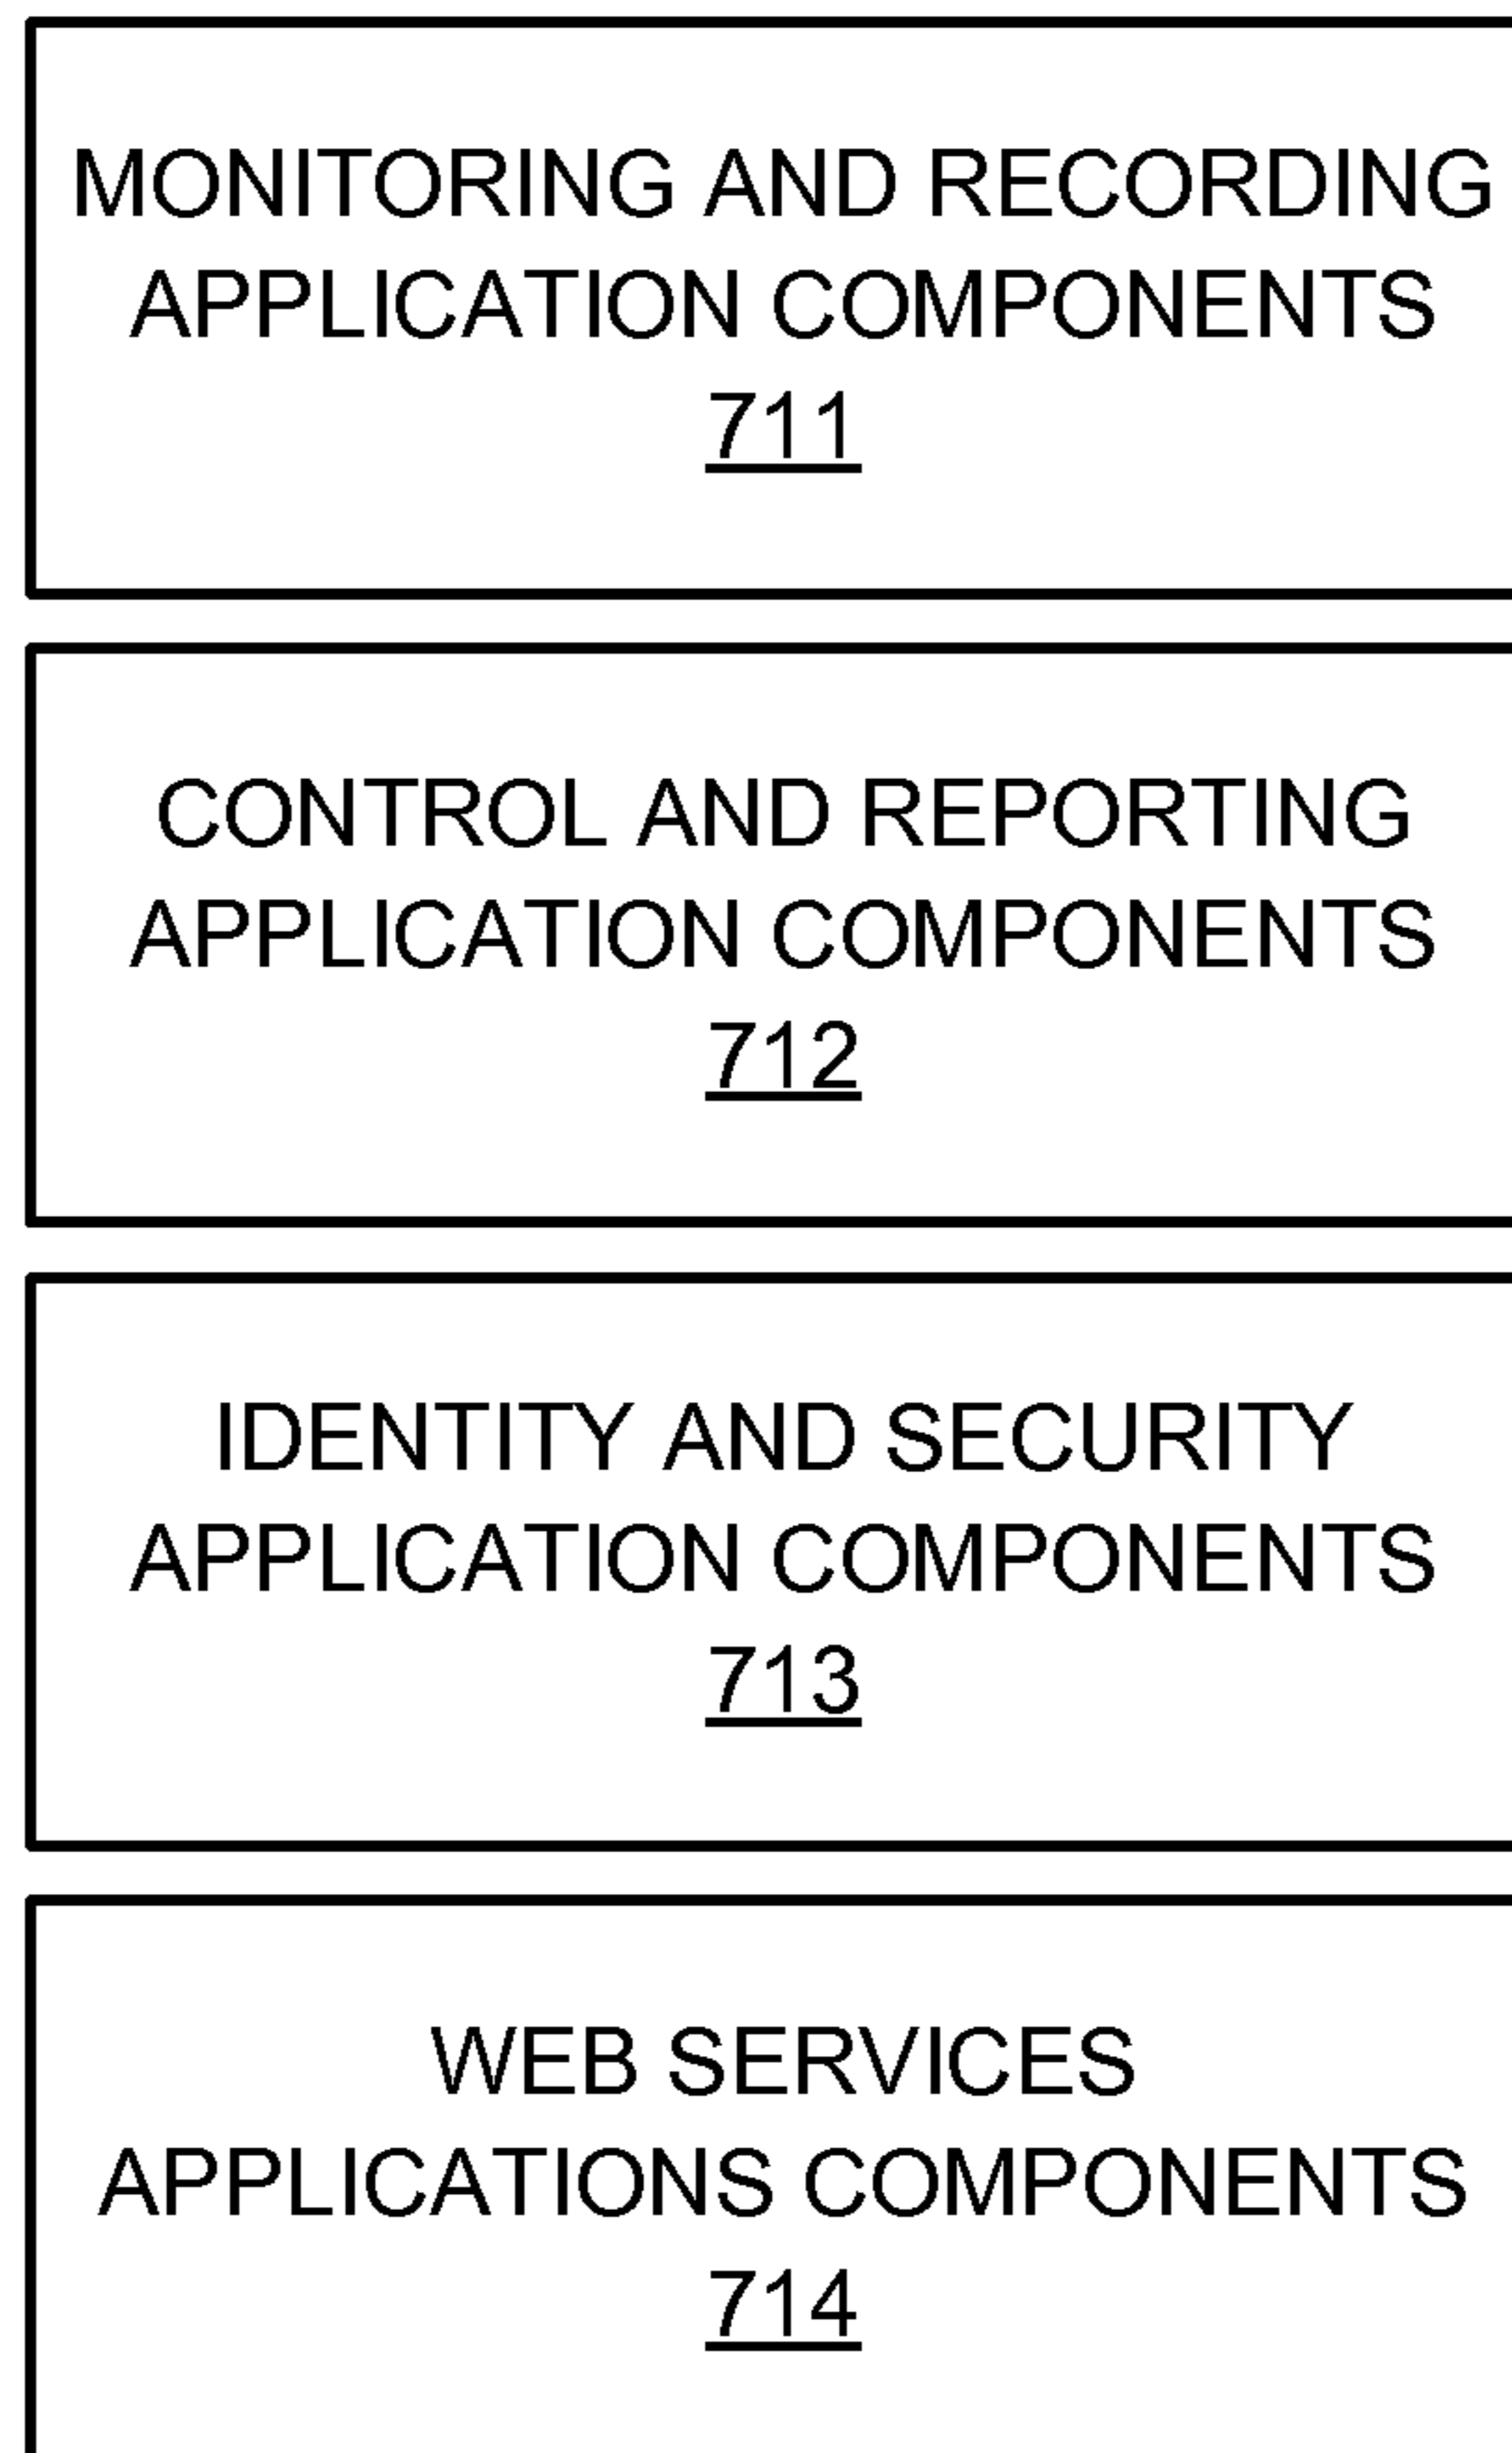 MONITORING AND RECORDING
APPLICATION COMPONENTS
711
CONTROL AND REPORTING
APPLICATION COMPONENTS
712
IDENTITY AND SECURITY
APPLICATION COMPONENTS
713
WEB SERVICES
APPLICATIONS COMPONENTS
714